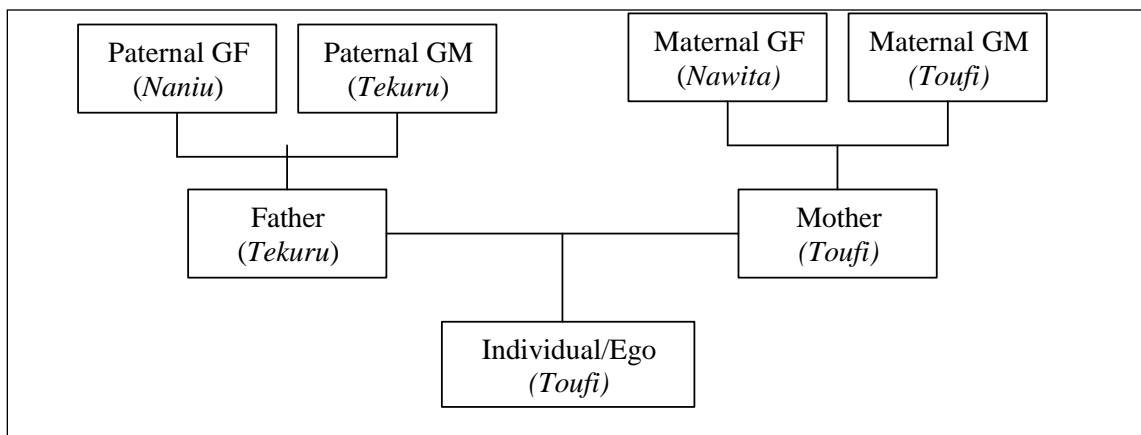 Paternal GF
(Naniu)
Paternal GM
(Tekuru)
Maternal GF
(Nawita)
Maternal GM
(Toufi)
Father
(Tekuru)
Mother
(Toufi)
Individual/Ego
(Toufi)